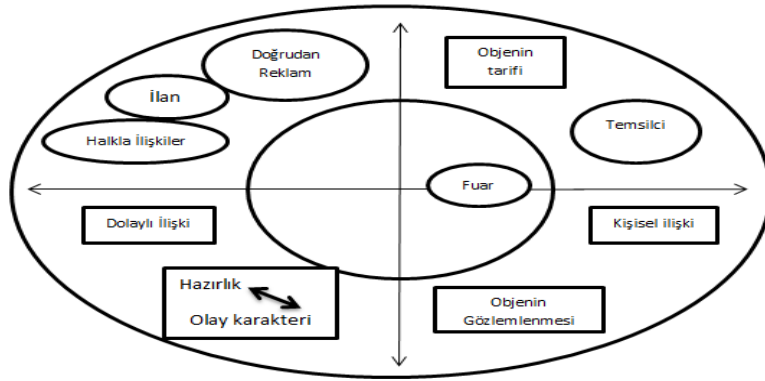 Doğrudan
Reklam
Objenin
tarifi
İlan
Temsilci
Halkla İlişkiler
Fuar
Dolaylı İlişki
Kişisel ilişki
Hazırlık
Olay karakteri
Objenin
Gözlemlenmesi